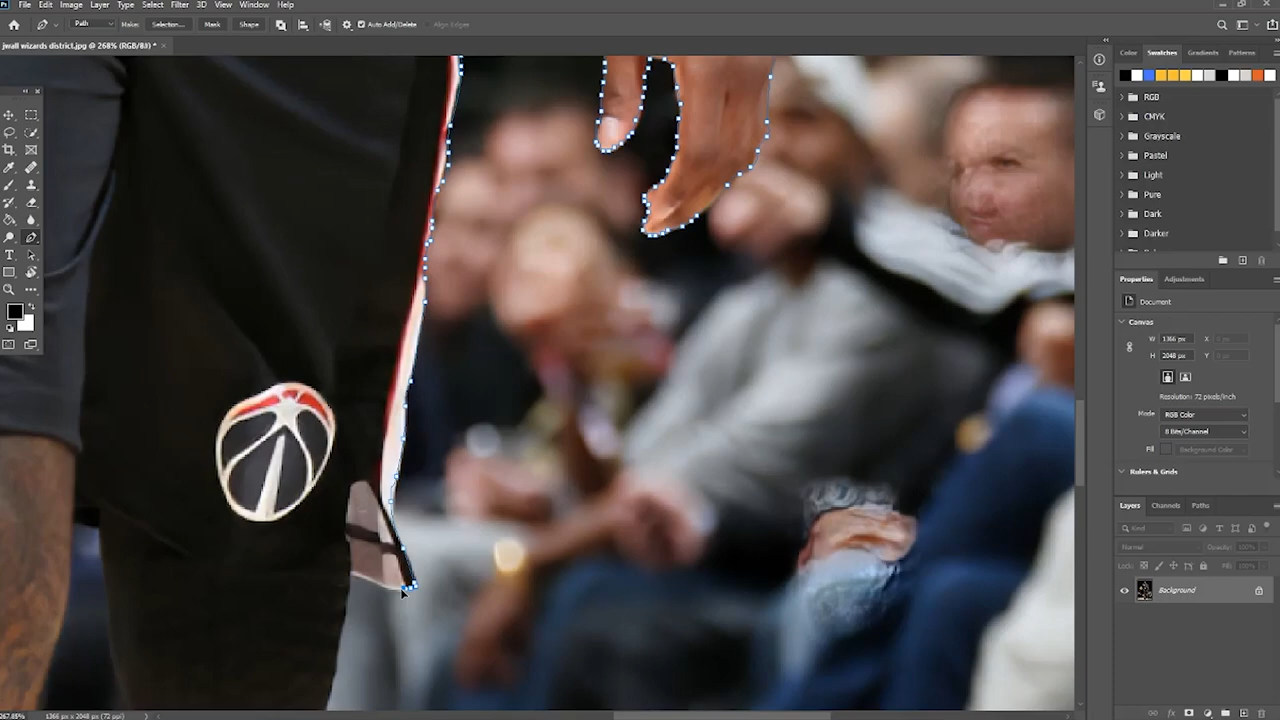 Ps File Edit Image Layer Type Select Filter 3D View Window Help
Path Make: Selection... Mask Shape Auto Add/Delete Align Edges
jwall wizards district.jpg @ 268% (RGB/8#) *
Color Swatches Gradients Patterns
RGB
CMYK
Grayscale
Pastel
Light
Pure
Dark
Darker
Properties Adjustments
Document
Canvas
W 1366 px X
H 2048 px Y
Resolution: 72 pixels/inch
Mode RGB Color
8 Bits/Channel
Fill Background Color
Rulers & Grids
Layers Channels Paths
Kind
Normal Opacity: 100%
Lock: Fill: 100%
Background
267.85% 1366 px x 2048 px (72 ppi)